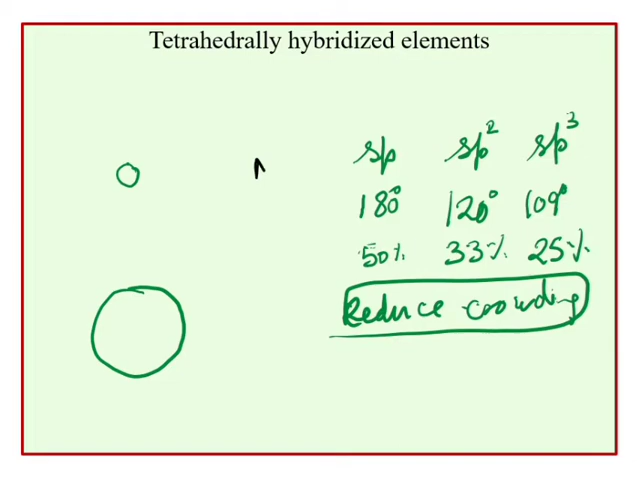 Tetrahedrally hybridized elements
sp sp² sp³
180° 120° 109°
50% 33% 25%
Reduce crowding